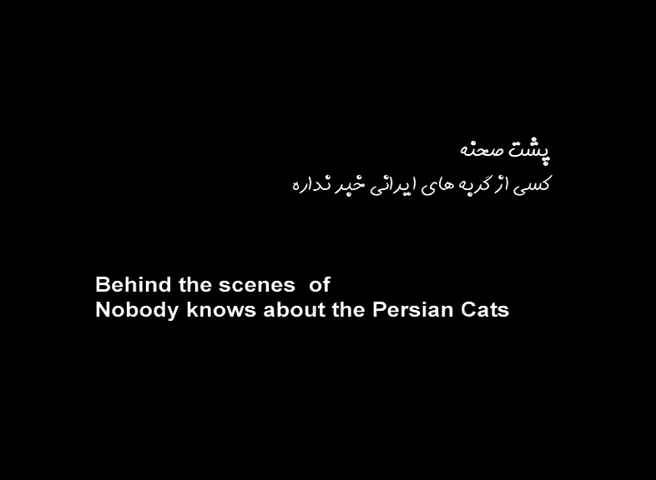 پشت صحنه
کسی از گربه های ایرانی خبر نداره
Behind the scenes  of
Nobody knows about the Persian Cats